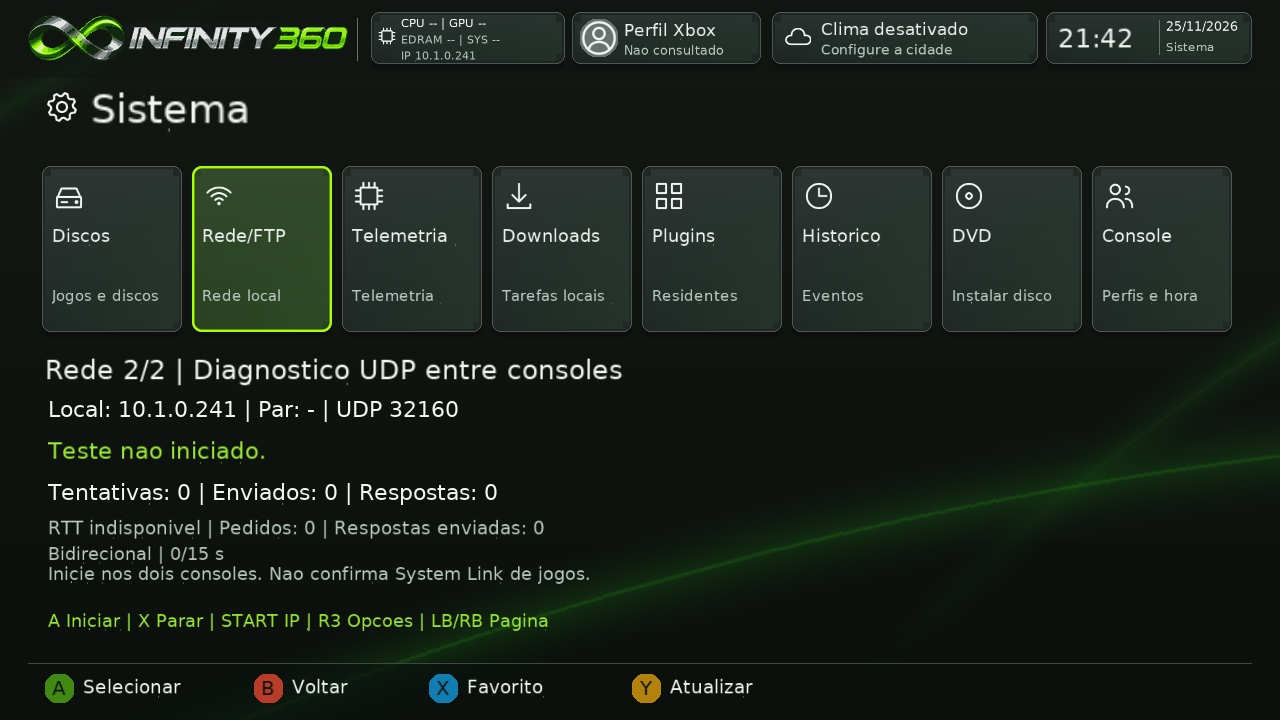 INFINITY 360
CPU -- | GPU --
EDRAM -- | SYS --
IP 10.1.0.241
Perfil Xbox
Nao consultado
Clima desativado
Configure a cidade
21:42
25/11/2026
Sistema
Sistema
Discos
Jogos e discos
Rede/FTP
Rede local
Telemetria
Telemetria
Downloads
Tarefas locais
Plugins
Residentes
Historico
Eventos
DVD
Instalar disco
Console
Perfis e hora
Rede 2/2 | Diagnostico UDP entre consoles
Local: 10.1.0.241 | Par: - | UDP 32160
Teste nao iniciado.
Tentativas: 0 | Enviados: 0 | Respostas: 0
RTT indisponivel | Pedidos: 0 | Respostas enviadas: 0
Bidirecional | 0/15 s
Inicie nos dois consoles. Nao confirma System Link de jogos.
A Iniciar | X Parar | START IP | R3 Opcoes | LB/RB Pagina
A Selecionar
B Voltar
X Favorito
Y Atualizar